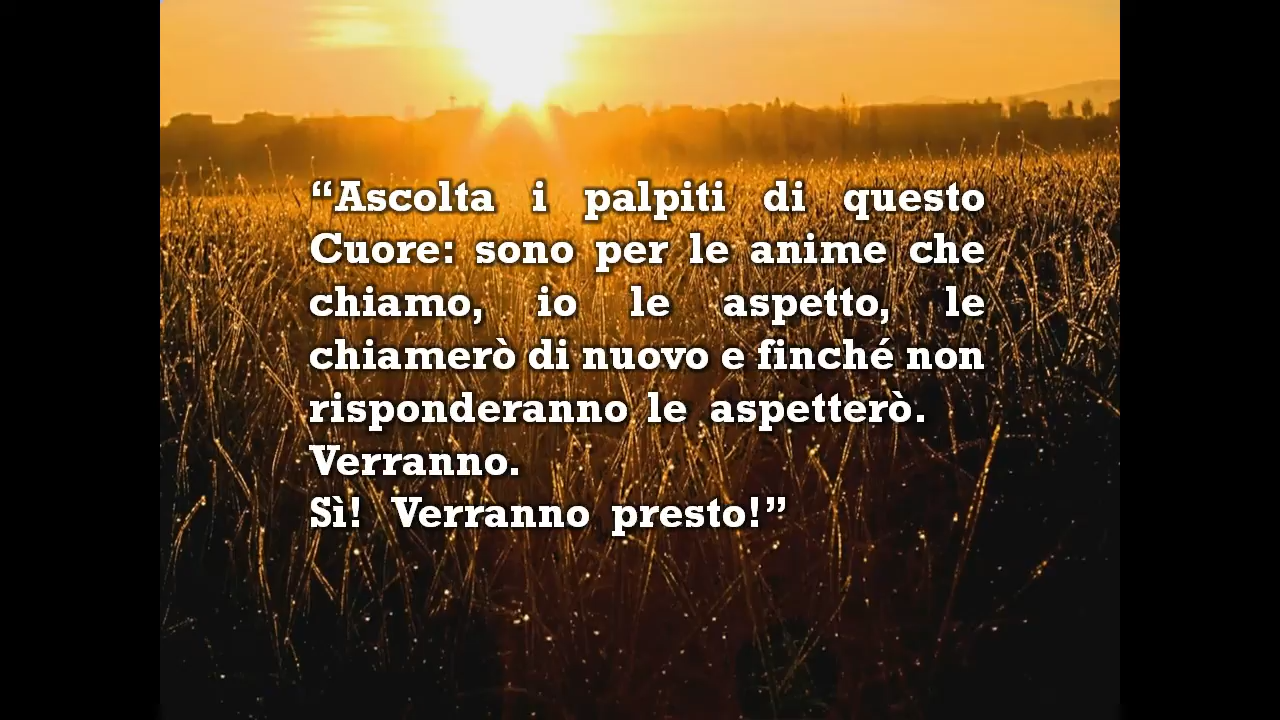 “Ascolta i palpiti di questo
Cuore: sono per le anime che
chiamo, io le aspetto, le
chiamerò di nuovo e finché non
risponderanno le aspetterò.
Verranno.
Sì! Verranno presto!”